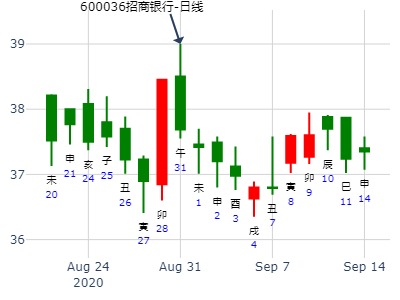 600036招商银行-日线
39
38
37
36
未
20
申
21
亥
24
子
25
丑
26
寅
27
卯
28
午
31
未
1
申
2
酉
3
戌
4
丑
7
寅
8
卯
9
辰
10
巳
11
申
14
Aug 24
2020
Aug 31
Sep 7
Sep 14